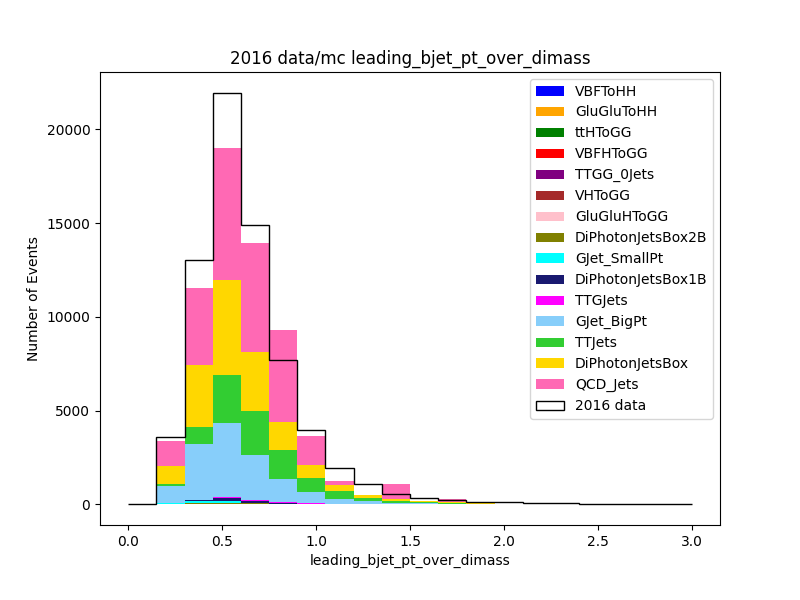 2016 data/mc leading_bjet_pt_over_dimass
VBFToHH
GluGluToHH
ttHToGG
VBFHToGG
TTGG_0Jets
VHToGG
GluGluHToGG
DiPhotonJetsBox2B
GJet_SmallPt
DiPhotonJetsBox1B
TTGJets
GJet_BigPt
TTJets
DiPhotonJetsBox
QCD_Jets
2016 data
Number of Events
20000
15000
10000
5000
0
0.0 0.5 1.0 1.5 2.0 2.5 3.0
leading_bjet_pt_over_dimass